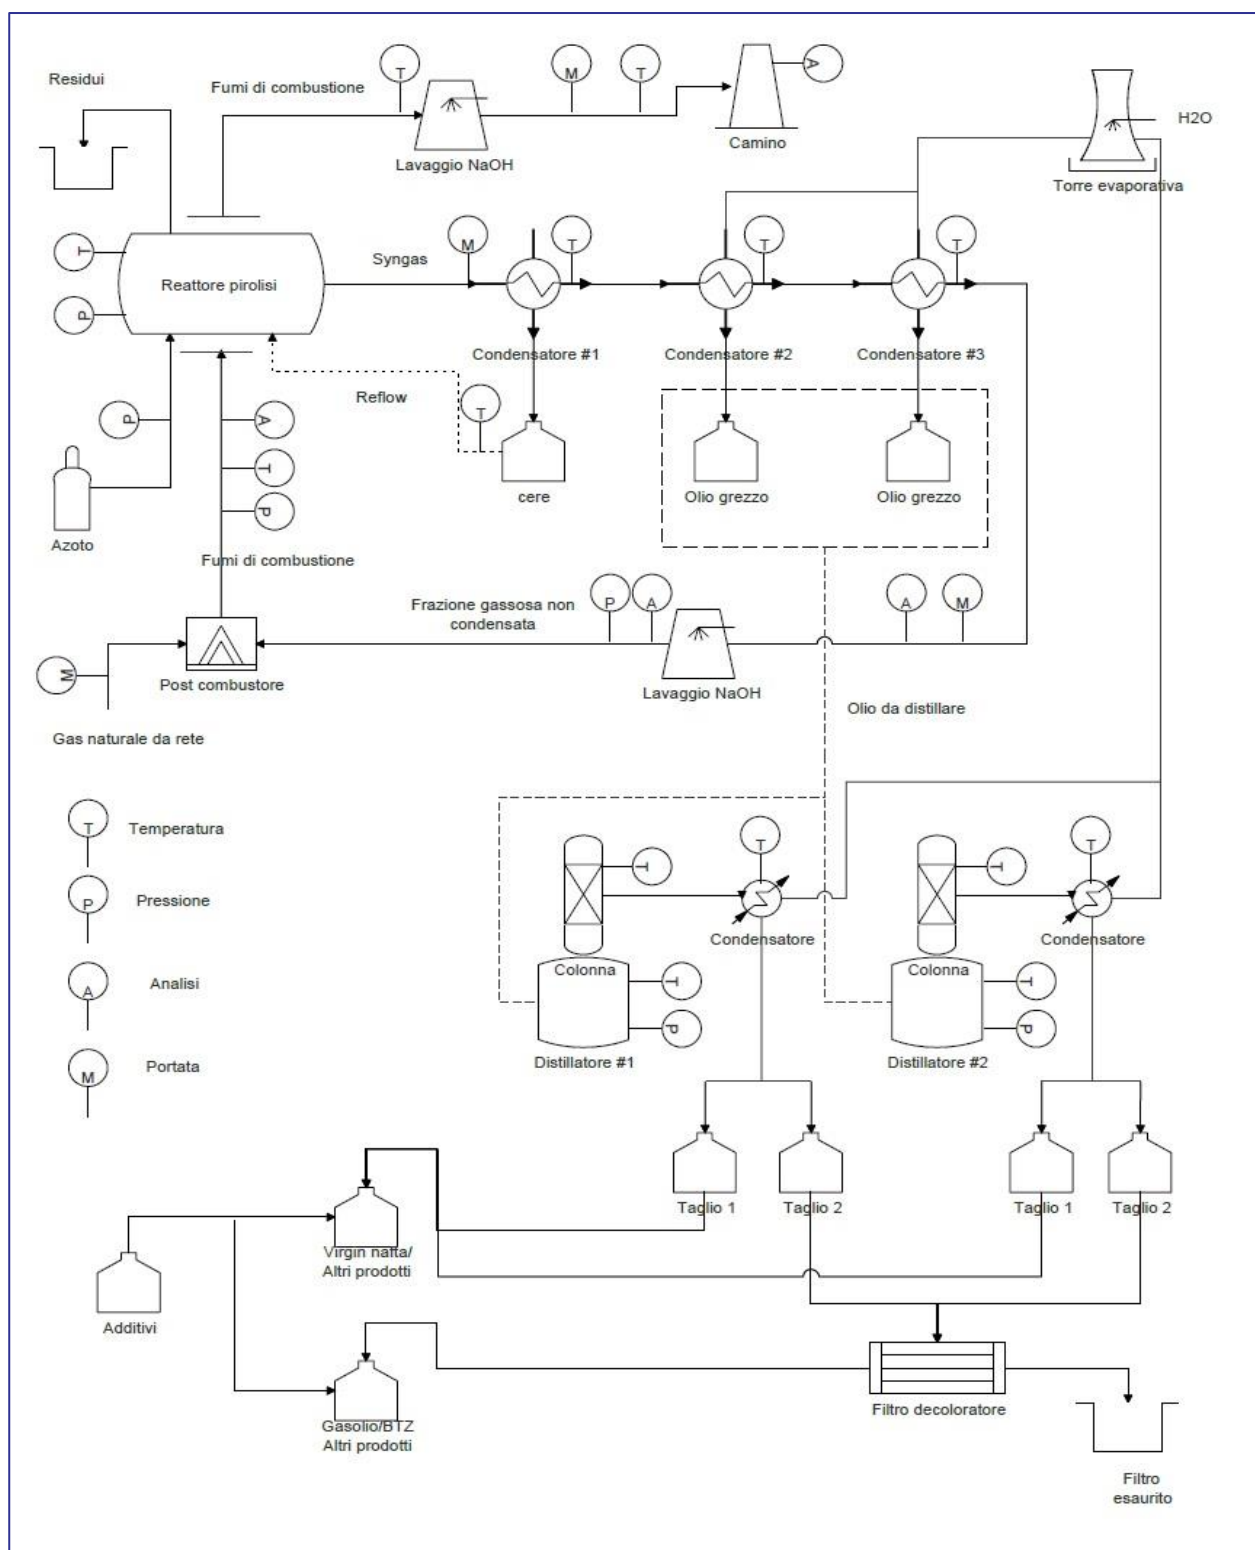 Residui
Fumi di combustione
T
M
T
A
Lavaggio NaOH
Camino
H2O
Torre evaporativa
T
P
Reattore pirolisi
Syngas
M
T
T
T
Condensatore #1
Condensatore #2
Condensatore #3
Reflow
P
A
T
T
P
cere
Olio grezzo
Olio grezzo
Azoto
Fumi di combustione
Frazione gassosa non
condensata
P
A
A
M
M
Post combustore
Lavaggio NaOH
Olio da distillare
Gas naturale da rete
T
Temperatura
P
Pressione
A
Analisi
M
Portata
T
T
T
T
Condensatore
Condensatore
Colonna
Colonna
T
P
T
P
Distillatore #1
Distillatore #2
Taglio 1
Taglio 2
Taglio 1
Taglio 2
Virgin nafta/
Altri prodotti
Additivi
Gasolio/BTZ
Altri prodotti
Filtro decoloratore
Filtro
esaurito